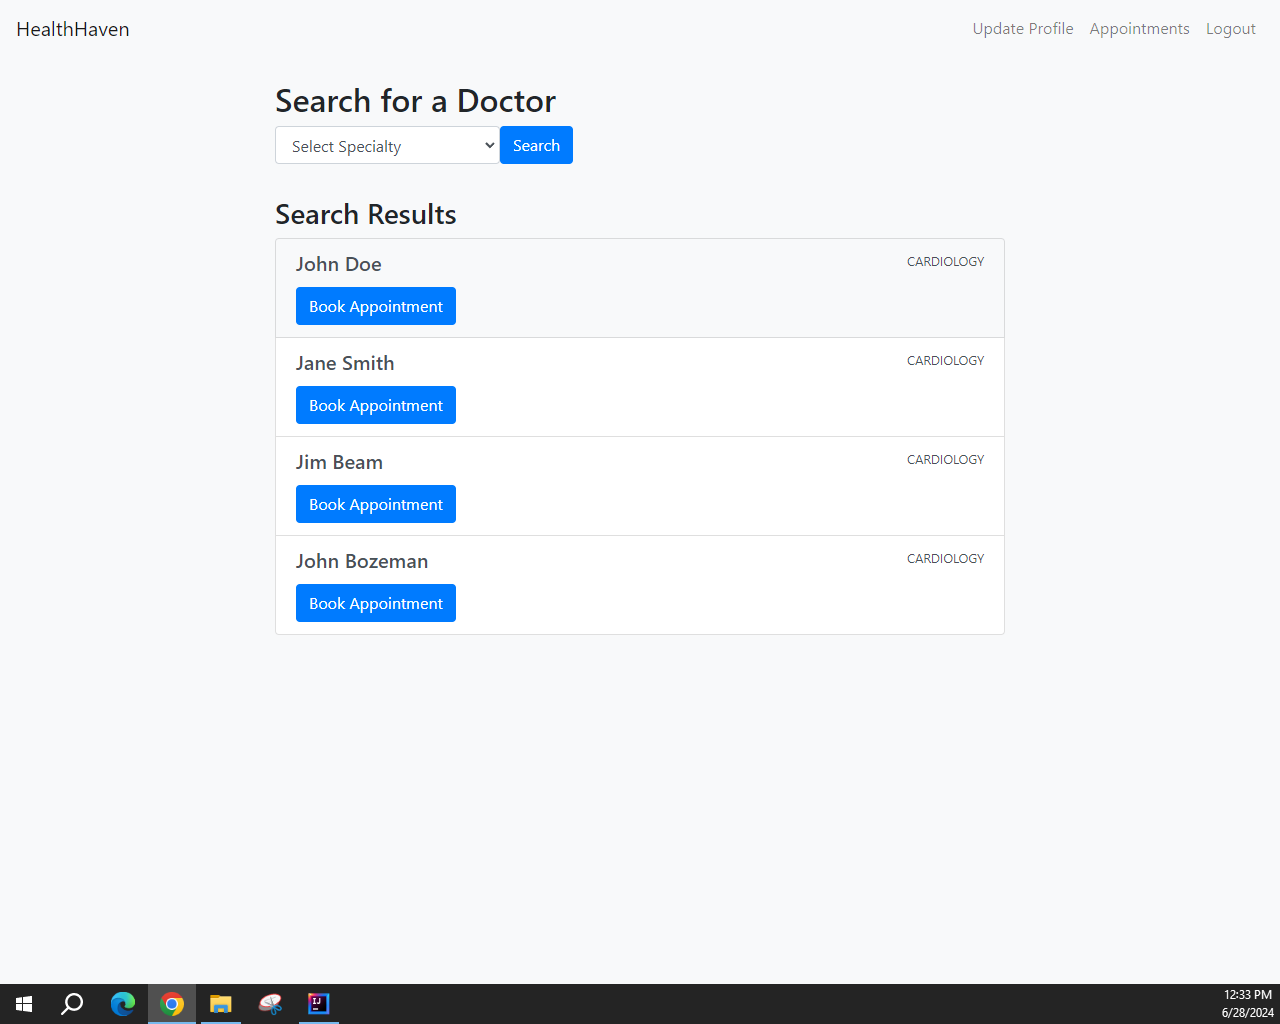 HealthHaven
Update Profile Appointments Logout
Search for a Doctor
Select Specialty Search
Search Results
John Doe CARDIOLOGY
Book Appointment
Jane Smith CARDIOLOGY
Book Appointment
Jim Beam CARDIOLOGY
Book Appointment
John Bozeman CARDIOLOGY
Book Appointment
IJ
12:33 PM
6/28/2024